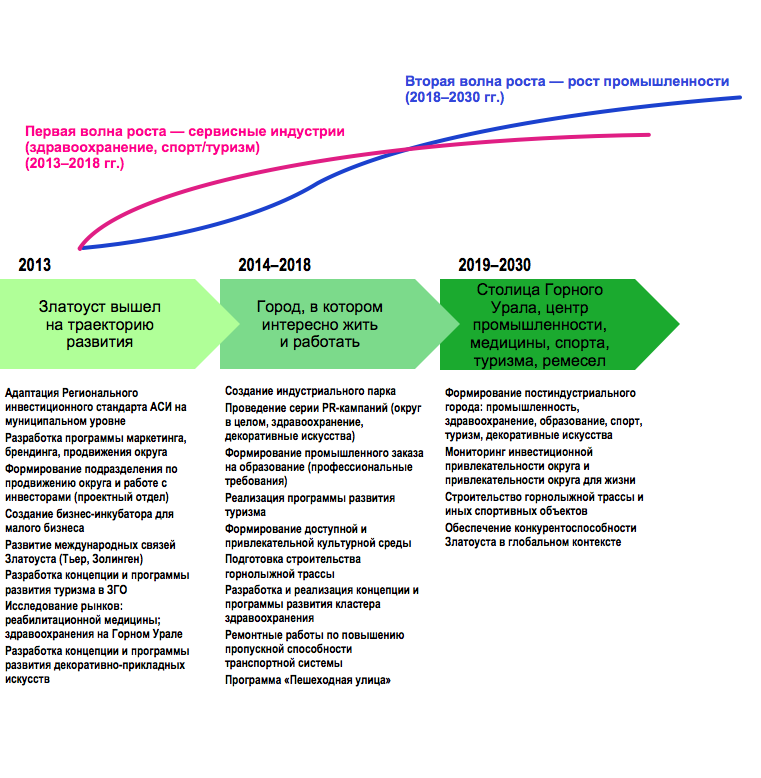 Вторая волна роста — рост промышленности
(2018–2030 гг.)
Первая волна роста — сервисные индустрии
(здравоохранение, спорт/туризм)
(2013–2018 гг.)
2013
Златоуст вышел
на траекторию
развития
Адаптация Регионального
инвестиционного стандарта АСИ на
муниципальном уровне
Разработка программы маркетинга,
брендинга, продвижения округа
Формирование подразделения по
продвижению округа и работе с
инвесторами (проектный отдел)
Создание бизнес-инкубатора для
малого бизнеса
Развитие международных связей
Златоуста (Тьер, Золинген)
Разработка концепции и программы
развития туризма в ЗГО
Исследование рынков:
реабилитационной медицины;
здравоохранения на Горном Урале
Разработка концепции и программы
развития декоративно-прикладных
искусств
2014–2018
Город, в котором
интересно жить
и работать
Создание индустриального парка
Проведение серии PR-кампаний (округ
в целом, здравоохранение,
декоративные искусства)
Формирование промышленного заказа
на образование (профессиональные
требования)
Реализация программы развития
туризма
Формирование доступной и
привлекательной культурной среды
Подготовка строительства
горнолыжной трассы
Разработка и реализация концепции и
программы развития кластера
здравоохранения
Ремонтные работы по повышению
пропускной способности
транспортной системы
Программа «Пешеходная улица»
2019–2030
Столица Горного
Урала, центр
промышленности,
медицины, спорта,
туризма, ремесел
Формирование постиндустриального
города: промышленность,
здравоохранение, образование, спорт,
туризм, декоративные искусства
Мониторинг инвестиционной
привлекательности округа и
привлекательности округа для жизни
Строительство горнолыжной трассы и
иных спортивных объектов
Обеспечение конкурентоспособности
Златоуста в глобальном контексте